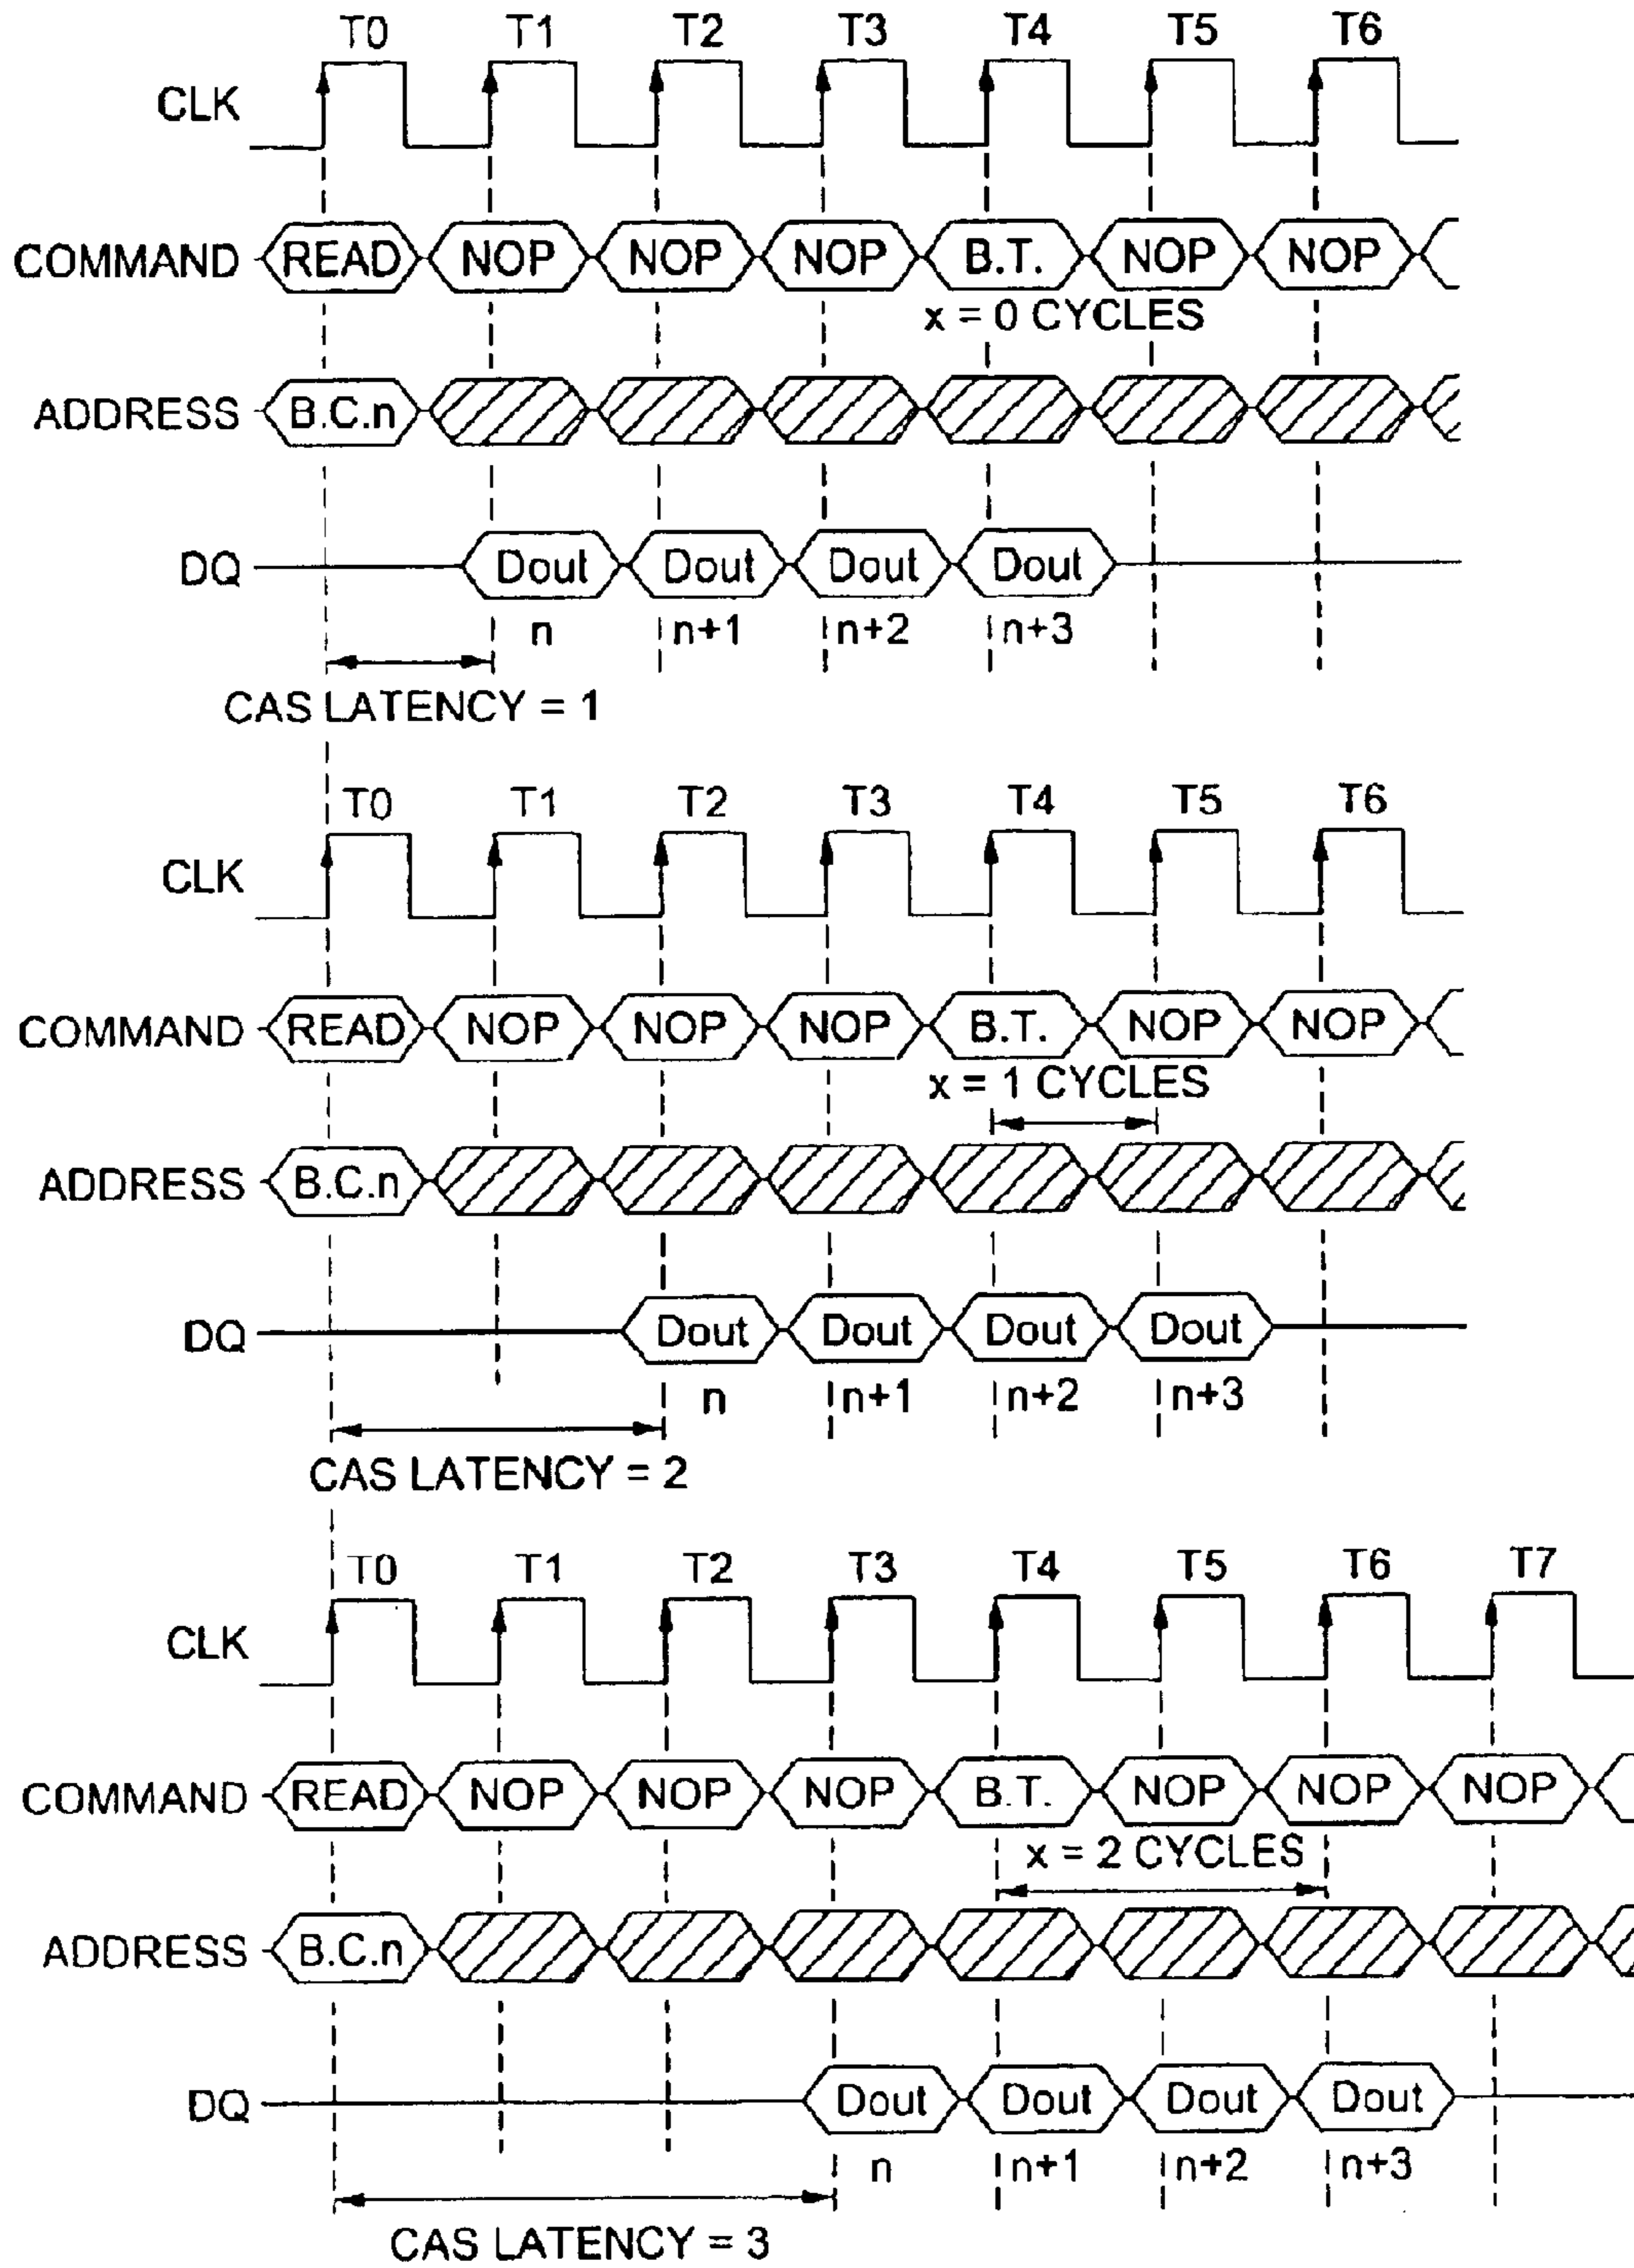 T0 T1 T2 T3 T4 T5 T6
CLK
COMMAND READ NOP NOP NOP B.T. NOP NOP
x = 0 CYCLES
ADDRESS B.C.n
DQ Dout Dout Dout Dout
n n+1 n+2 n+3
CAS LATENCY = 1
T0 T1 T2 T3 T4 T5 T6
CLK
COMMAND READ NOP NOP NOP B.T. NOP NOP
x = 1 CYCLES
ADDRESS B.C.n
DQ Dout Dout Dout Dout
n n+1 n+2 n+3
CAS LATENCY = 2
T0 T1 T2 T3 T4 T5 T6 T7
CLK
COMMAND READ NOP NOP NOP B.T. NOP NOP NOP
x = 2 CYCLES
ADDRESS B.C.n
DQ Dout Dout Dout Dout
n n+1 n+2 n+3
CAS LATENCY = 3